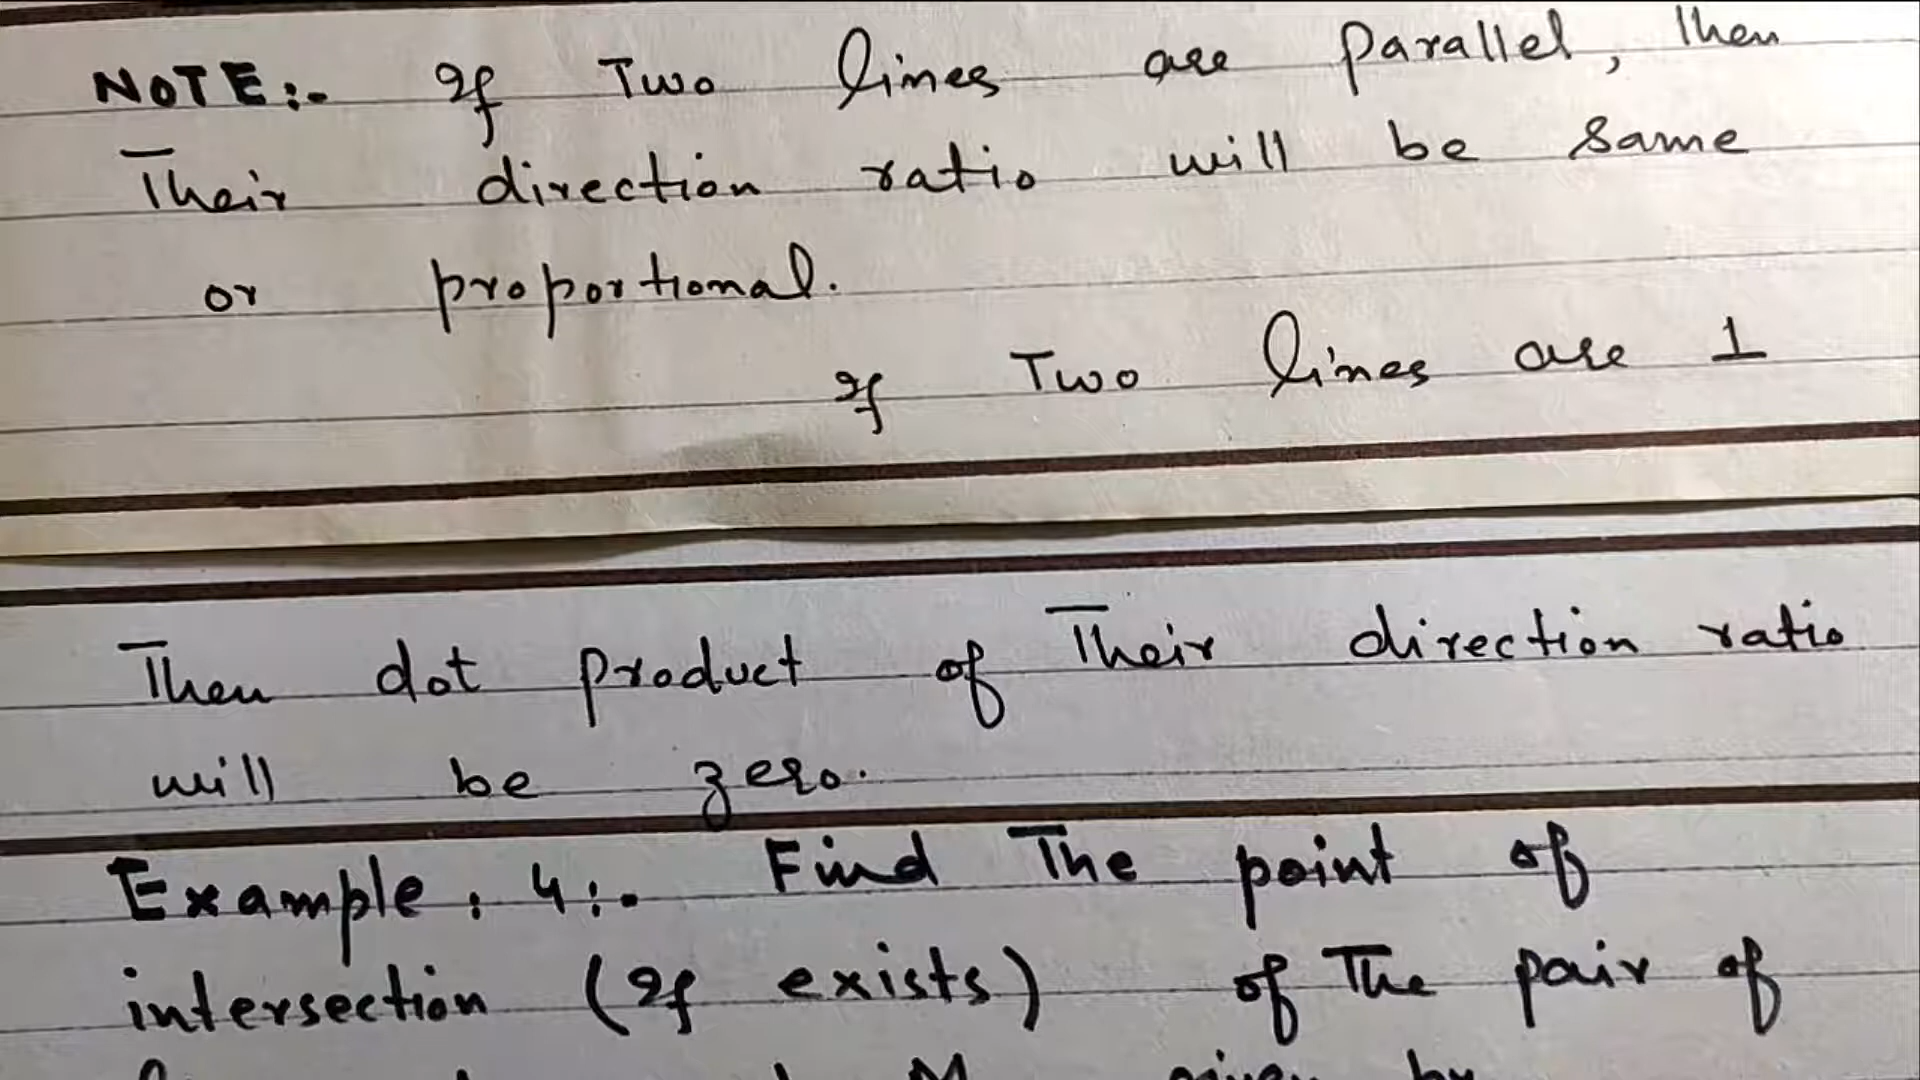 NOTE:- If Two lines are parallel, Then
Their direction ratio will be same
or proportional.
If Two lines are ⊥
Then dot product of Their direction ratio
will be zero.
Example : 4:- Find The point of
intersection (If exists) of The pair of
given by